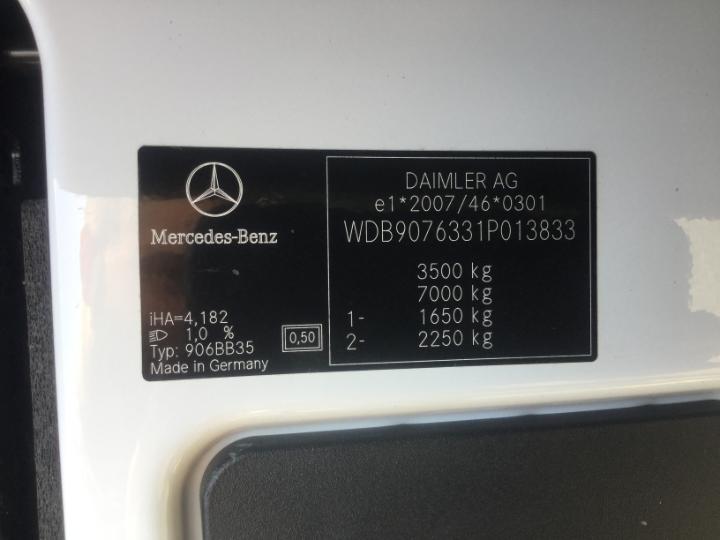 Mercedes-Benz
iHA=4,182
1,0 %
Typ: 906BB35
Made in Germany
0,50
DAIMLER AG
e1*2007/46*0301
WDB9076331P013833
3500 kg
7000 kg
1- 1650 kg
2- 2250 kg